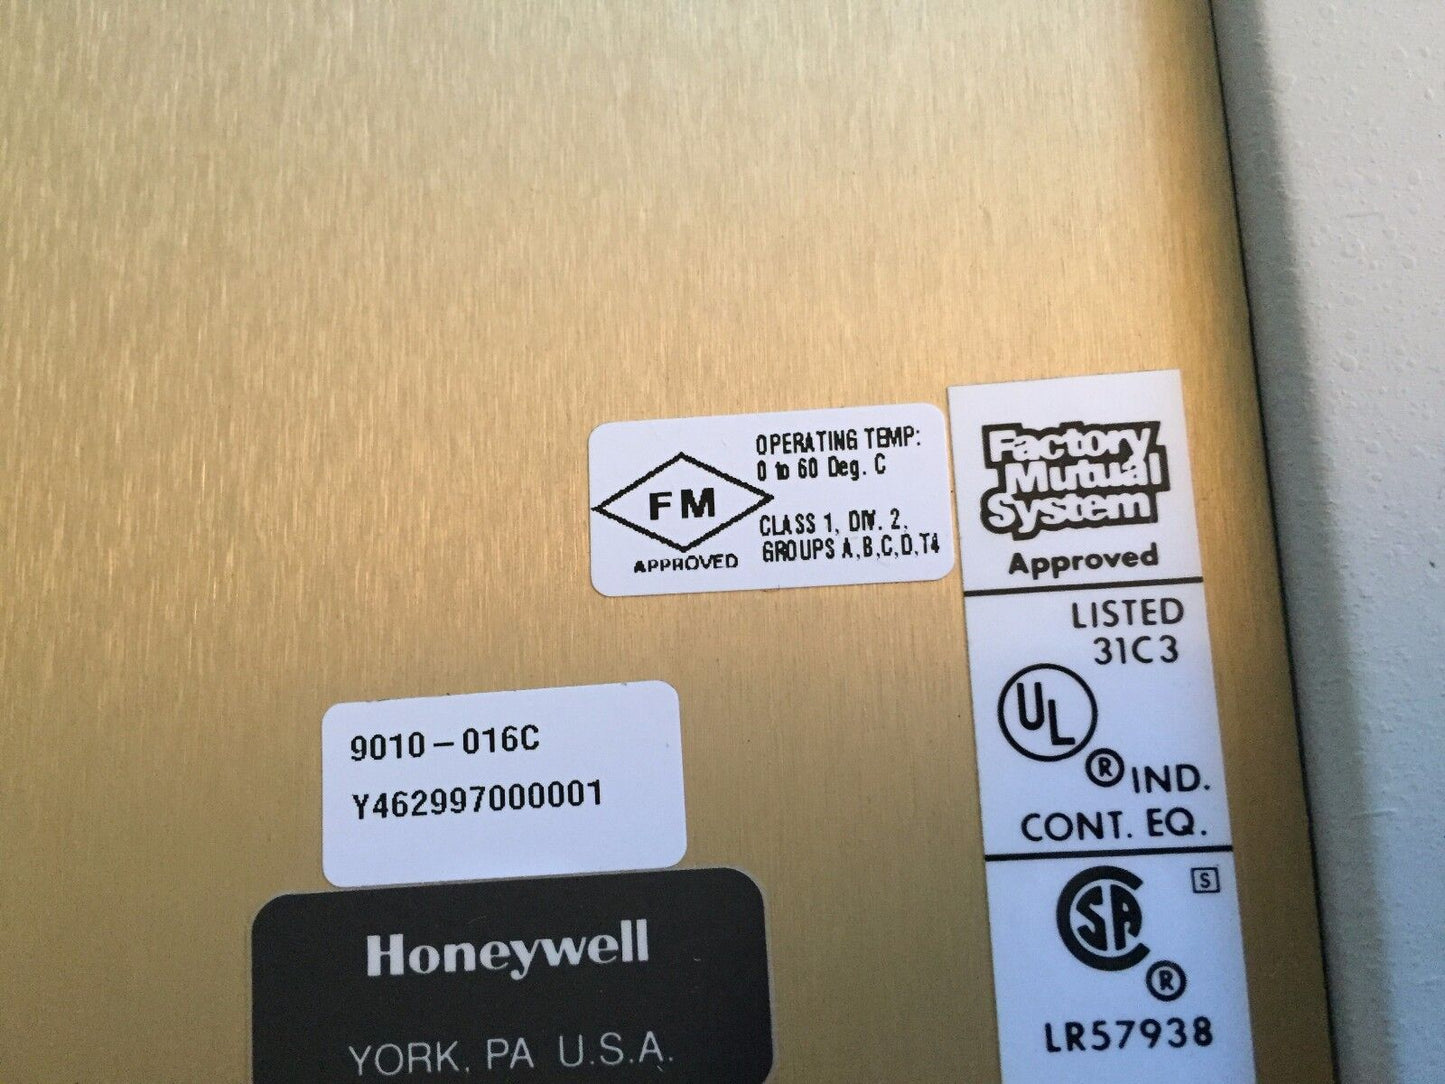 FM
APPROVED
OPERATING TEMP:
0 to 60 Deg. C
CLASS 1, DIV. 2,
GROUPS A,B,C,D,T4
Factory
Mutual
System
Approved
LISTED
31C3
UL
® IND.
CONT. EQ.
S
CSA
®
LR57938
9010-016C
Y462997000001
Honeywell
YORK, PA U.S.A.